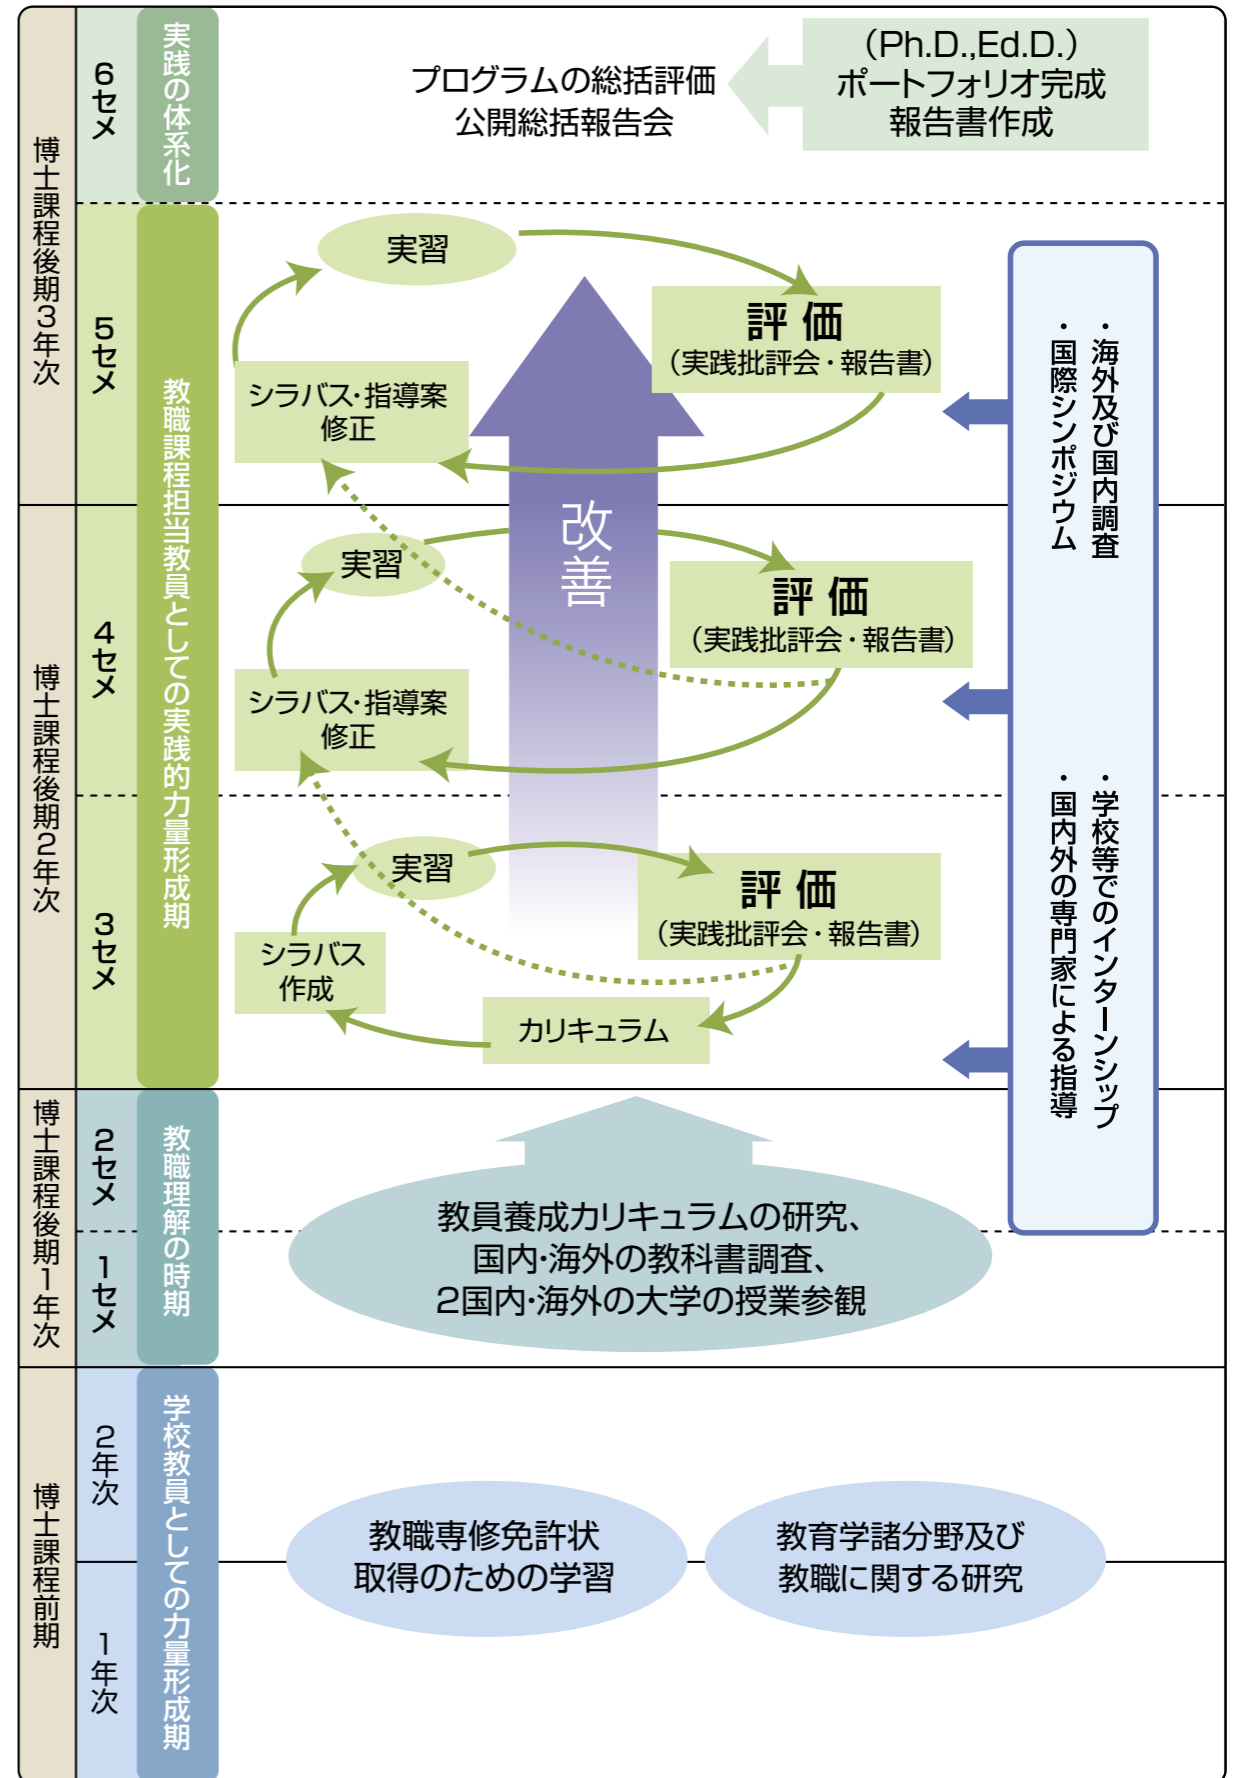 博士課程後期3年次
6セメ
実践の体系化
プログラムの総括評価
公開総括報告会
(Ph.D.,Ed.D.)
ポートフォリオ完成
報告書作成
5セメ
教職課程担当教員としての実践的力量形成期
実習
評 価
(実践批評会・報告書)
シラバス・指導案
修正
改善
・海外及び国内調査
・国際シンポジウム
・学校等でのインターンシップ
・国内外の専門家による指導
博士課程後期2年次
4セメ
実習
評 価
(実践批評会・報告書)
シラバス・指導案
修正
3セメ
実習
評 価
(実践批評会・報告書)
シラバス
作成
カリキュラム
博士課程後期1年次
2セメ
1セメ
教職理解の時期
教員養成カリキュラムの研究、
国内・海外の教科書調査、
2国内・海外の大学の授業参観
博士課程前期
2年次
1年次
学校教員としての力量形成期
教職専修免許状
取得のための学習
教育学諸分野及び
教職に関する研究